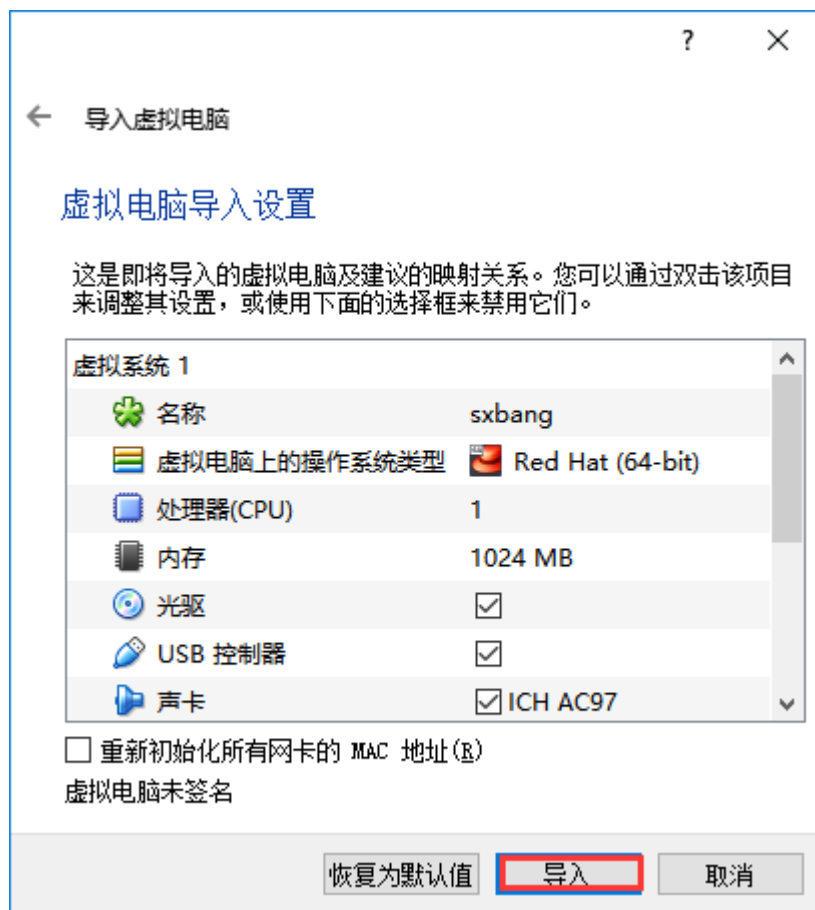 ?
导入虚拟电脑
虚拟电脑导入设置
这是即将导入的虚拟电脑及建议的映射关系。您可以通过双击该项目
来调整其设置，或使用下面的选择框来禁用它们。
虚拟系统 1
名称 sxbang
虚拟电脑上的操作系统类型 Red Hat (64-bit)
处理器(CPU) 1
内存 1024 MB
光驱
USB 控制器
声卡 ICH AC97
重新初始化所有网卡的 MAC 地址(R)
虚拟电脑未签名
恢复为默认值 导入 取消